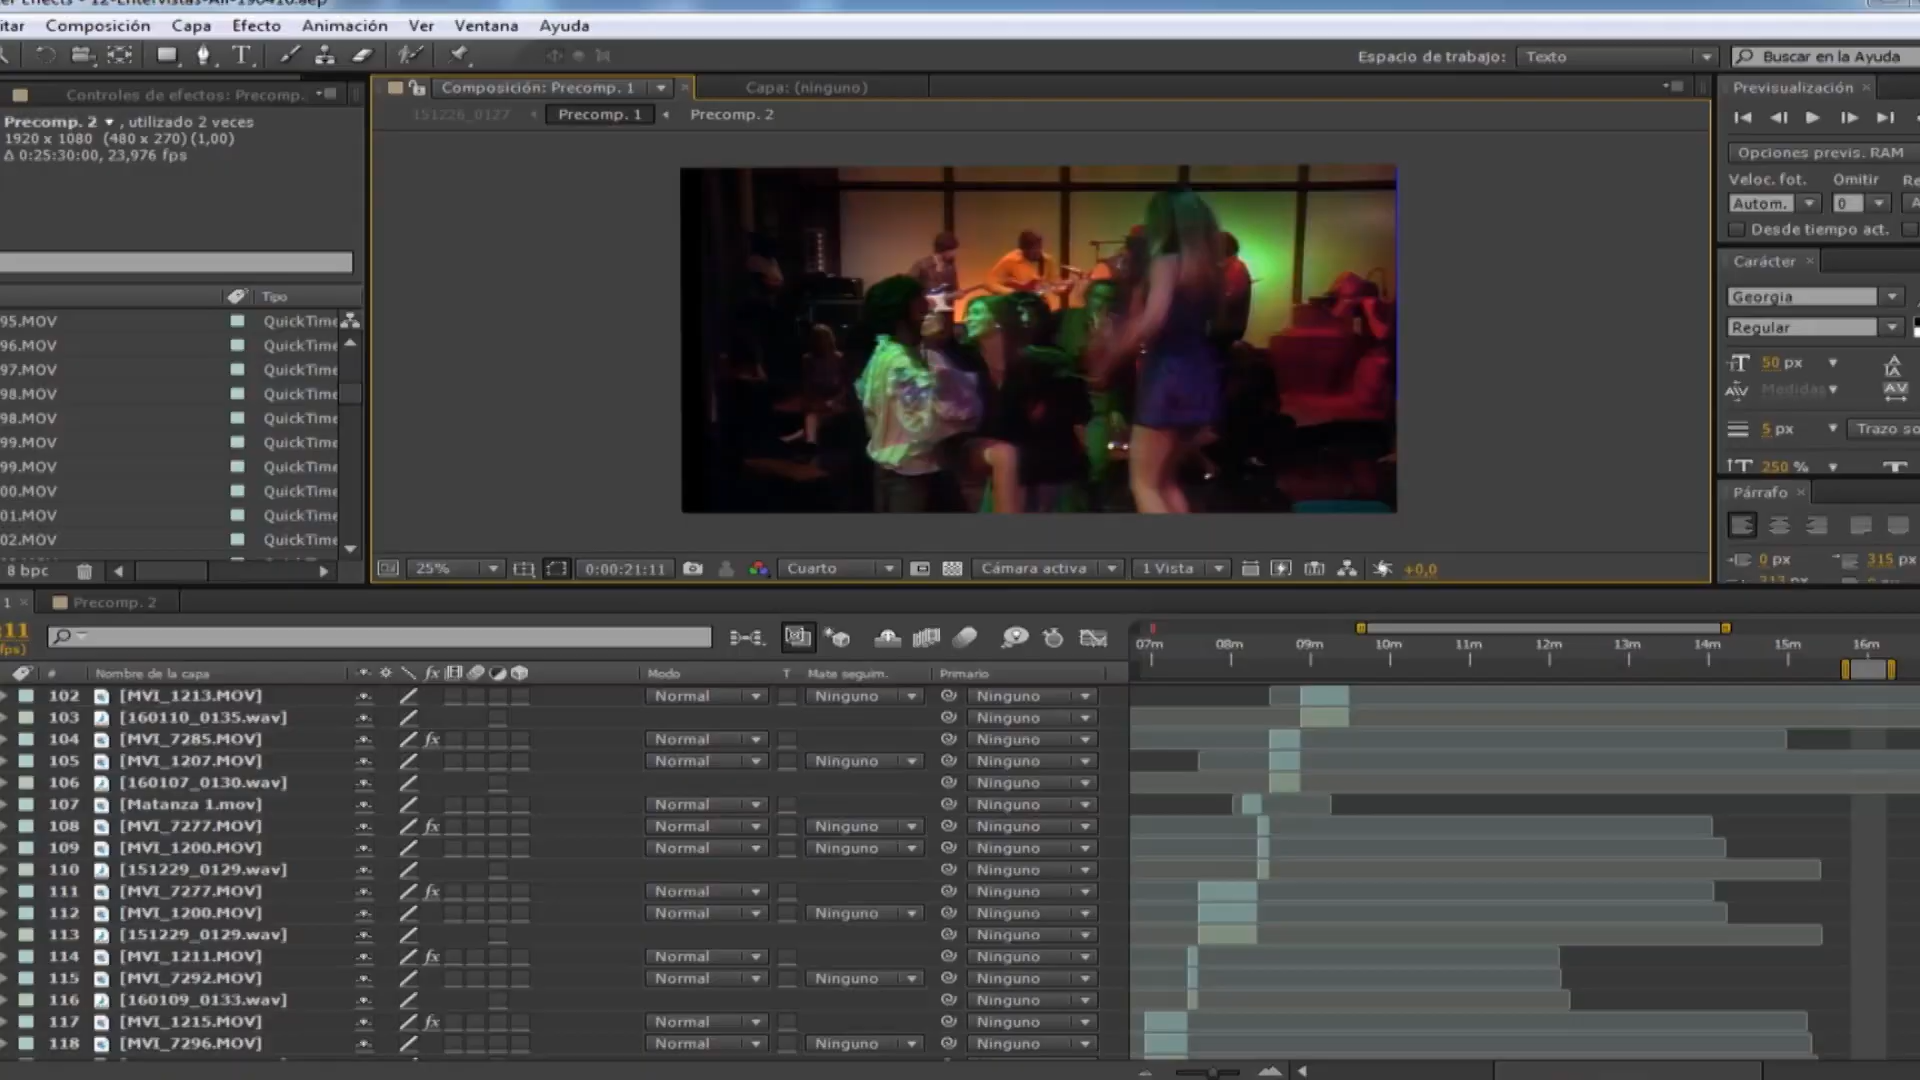 itar Composición Capa Efecto Animación Ver Ventana Ayuda
Espacio de trabajo: Texto Buscar en la Ayuda
Controles de efectos: Precomp. Composición: Precomp. 1 Capa: (ninguno) Previsualización
151226_0127 Precomp. 1 Precomp. 2
Precomp. 2 , utilizado 2 veces
1920 x 1080 (480 x 270) (1,00)
Δ 0:25:30:00, 23,976 fps
Opciones previs. RAM
Veloc. fot. Omitir Re
Autom. 0 A
Desde tiempo act.
Carácter
Georgia
Regular
50 px
Medidas
5 px Trazo so
250 %
Párrafo
0 px 315 px
Tipo
95.MOV QuickTime
96.MOV QuickTime
97.MOV QuickTime
98.MOV QuickTime
98.MOV QuickTime
99.MOV QuickTime
99.MOV QuickTime
00.MOV QuickTime
01.MOV QuickTime
02.MOV QuickTime
8 bpc
25% 0:00:21:11 Cuarto Cámara activa 1 Vista +0,0
1 Precomp. 2
:11
fps)
07m 08m 09m 10m 11m 12m 13m 14m 15m 16m
# Nombre de la capa fx Modo T Mate seguim. Primario
102 [MVI_1213.MOV] Normal Ninguno Ninguno
103 [160110_0135.wav] Ninguno
104 [MVI_7285.MOV] fx Normal Ninguno
105 [MVI_1207.MOV] Normal Ninguno Ninguno
106 [160107_0130.wav] Ninguno
107 [Matanza 1.mov] Normal Ninguno
108 [MVI_7277.MOV] fx Normal Ninguno Ninguno
109 [MVI_1200.MOV] Normal Ninguno Ninguno
110 [151229_0129.wav] Ninguno
111 [MVI_7277.MOV] fx Normal Ninguno
112 [MVI_1200.MOV] Normal Ninguno Ninguno
113 [151229_0129.wav] Ninguno
114 [MVI_1211.MOV] fx Normal Ninguno
115 [MVI_7292.MOV] Normal Ninguno Ninguno
116 [160109_0133.wav] Ninguno
117 [MVI_1215.MOV] fx Normal Ninguno
118 [MVI_7296.MOV] Normal Ninguno Ninguno